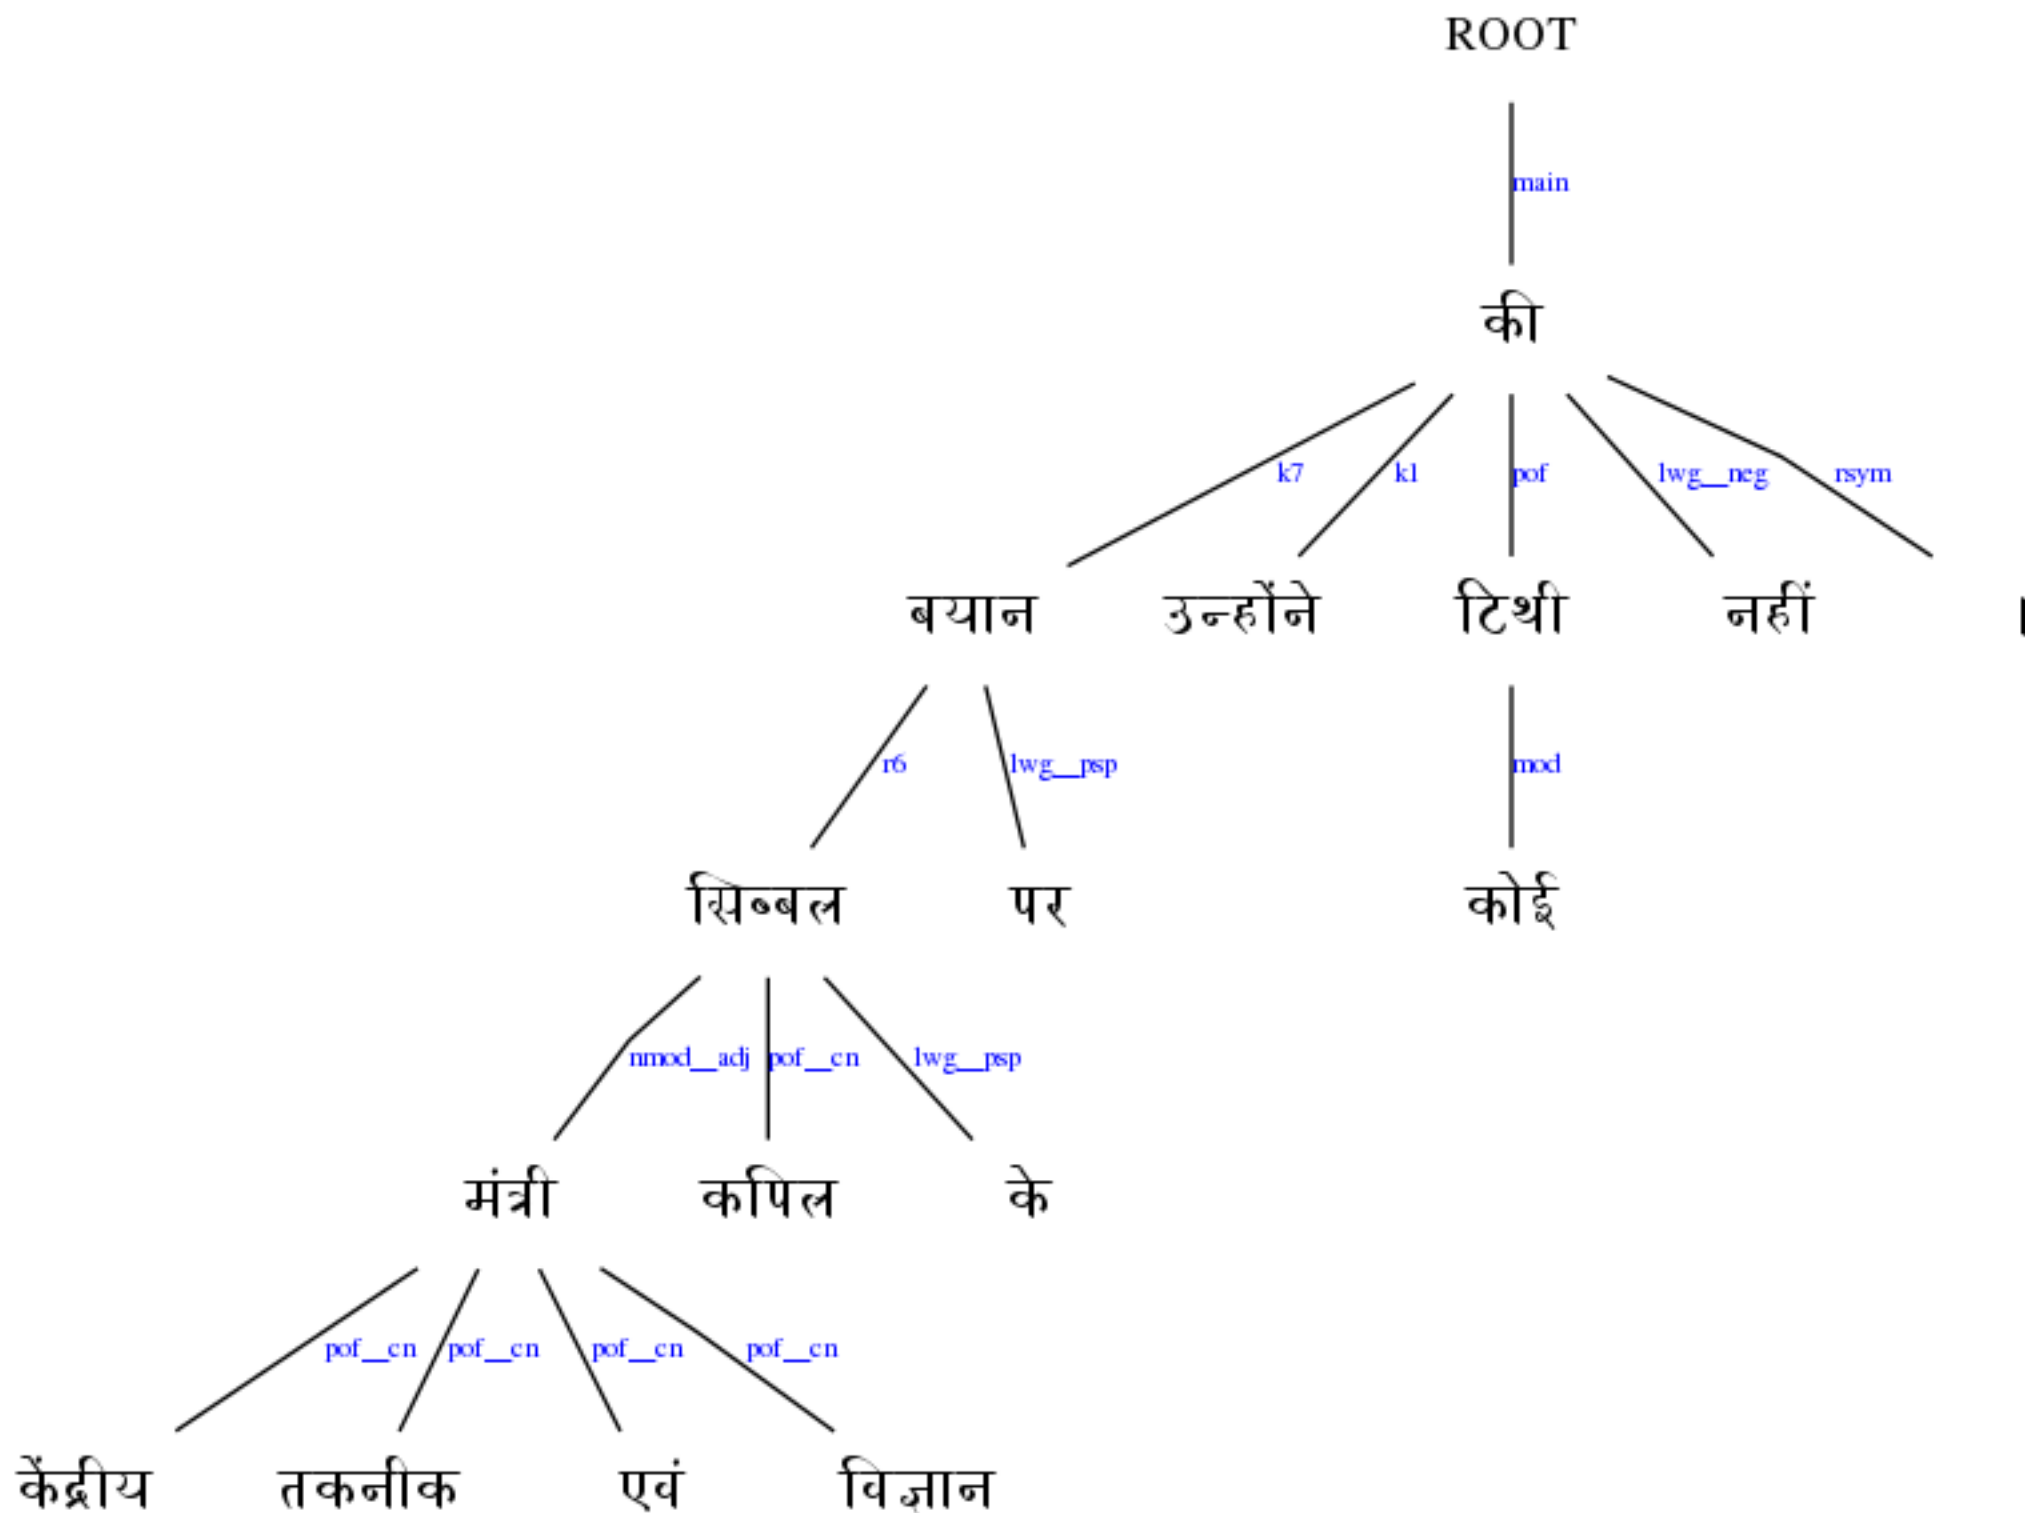 ROOT
main
की
k7 k1 pof lwg__neg rsym
बयान उन्होंने टिथी नहीं ।
r6 lwg__psp mod
सिब्बल पर कोई
nmod__adj pof__cn lwg__psp
मंत्री कपिल के
pof__cn pof__cn pof__cn pof__cn
केंद्रीय तकनीक एवं विज्ञान